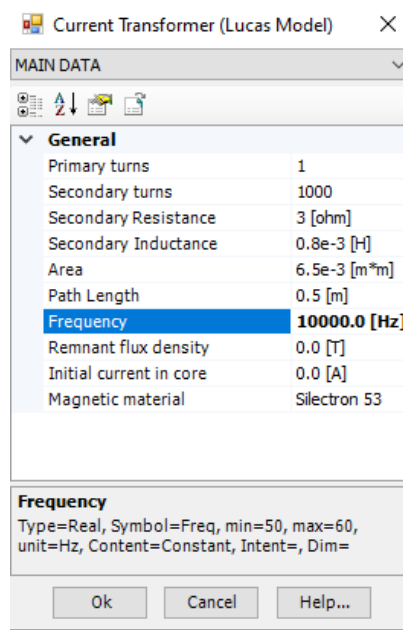 Current Transformer (Lucas Model)
MAIN DATA
General
Primary turns 1
Secondary turns 1000
Secondary Resistance 3 [ohm]
Secondary Inductance 0.8e-3 [H]
Area 6.5e-3 [m*m]
Path Length 0.5 [m]
Frequency 10000.0 [Hz]
Remnant flux density 0.0 [T]
Initial current in core 0.0 [A]
Magnetic material Silectron 53
Frequency
Type=Real, Symbol=Freq, min=50, max=60,
unit=Hz, Content=Constant, Intent=, Dim=
Ok Cancel Help...